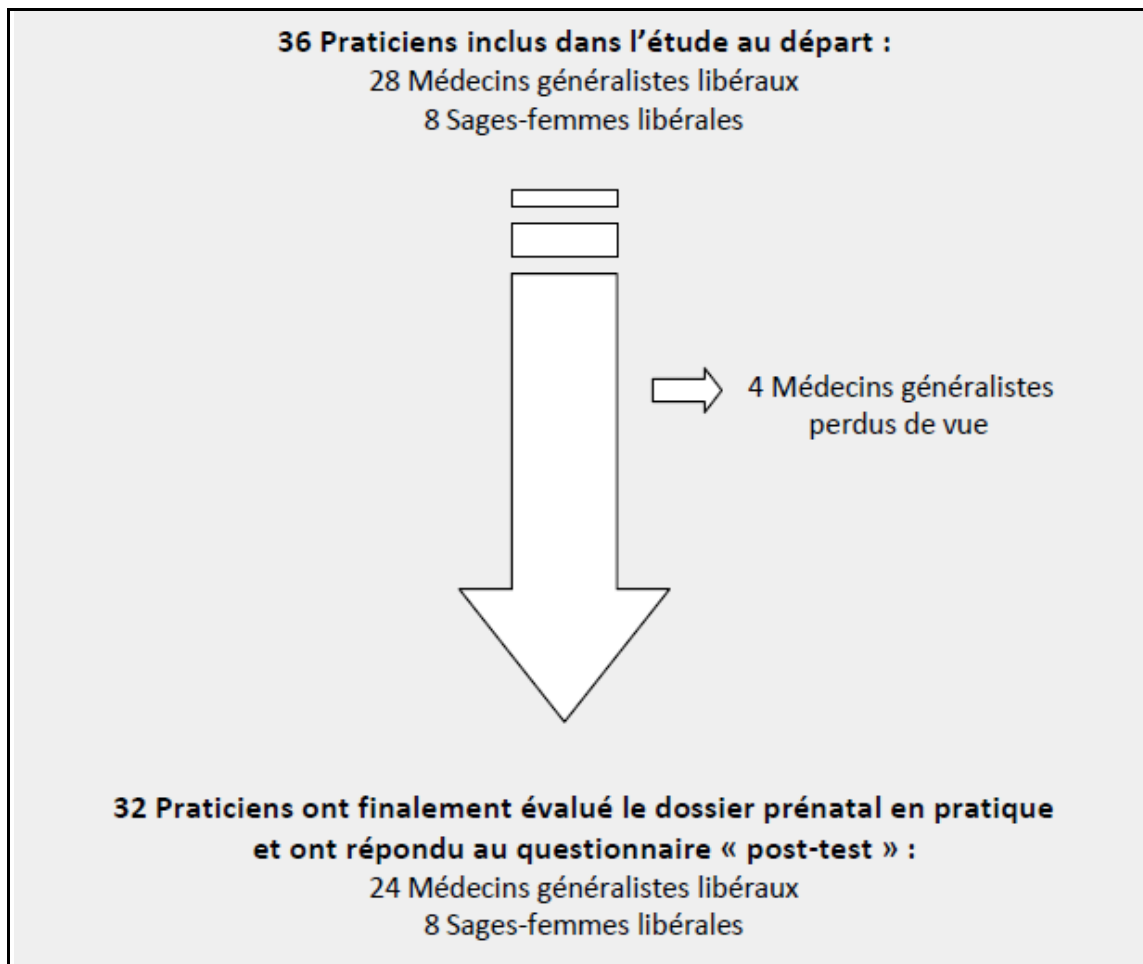 36 Praticiens inclus dans l’étude au départ :
28 Médecins généralistes libéraux
8 Sages-femmes libérales
4 Médecins généralistes
perdus de vue
32 Praticiens ont finalement évalué le dossier prénatal en pratique
et ont répondu au questionnaire « post-test » :
24 Médecins généralistes libéraux
8 Sages-femmes libérales